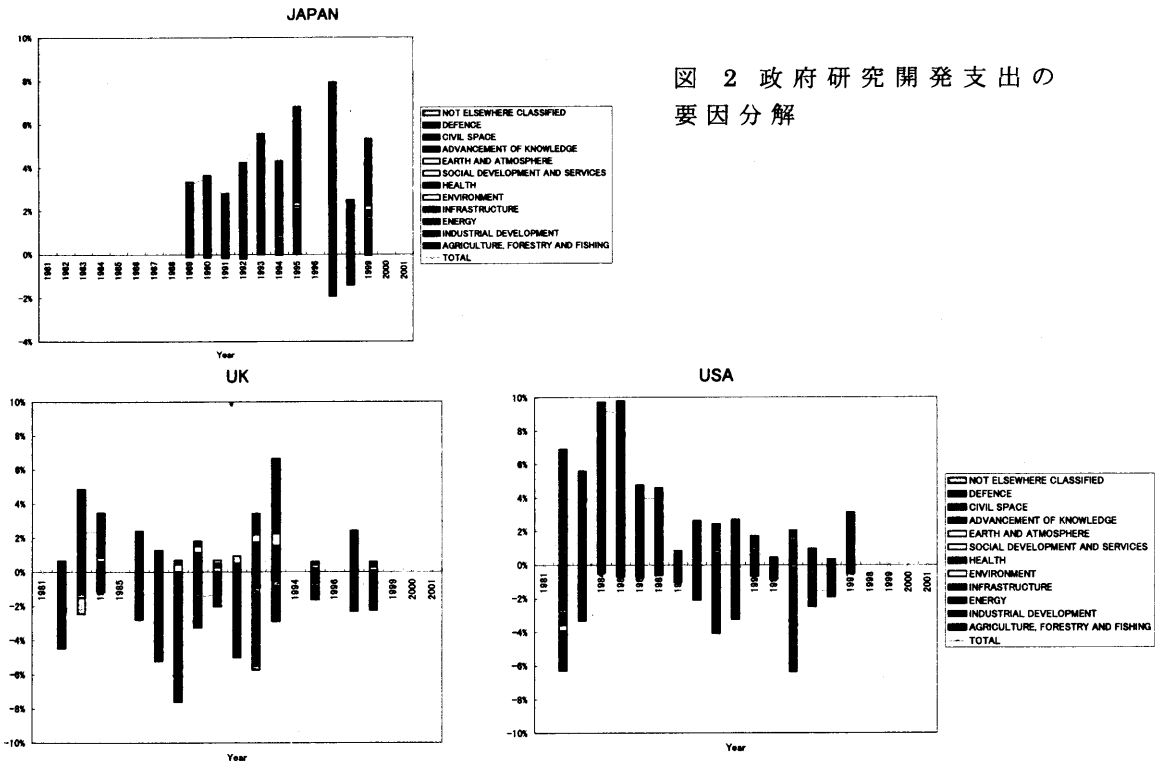 JAPAN
図 2 政府研究開発支出の
要因分解
10%
8%
6%
4%
2%
0%
-2%
-4%
1981
1982
1983
1984
1985
1986
1987
1988
1989
1990
1991
1992
1993
1994
1995
1996
1999
2000
2001
Year
NOT ELSEWHERE CLASSIFIED
DEFENCE
CIVIL SPACE
ADVANCEMENT OF KNOWLEDGE
EARTH AND ATMOSPHERE
SOCIAL DEVELOPMENT AND SERVICES
HEALTH
ENVIRONMENT
INFRASTRUCTURE
ENERGY
INDUSTRIAL DEVELOPMENT
AGRICULTURE, FORESTRY AND FISHING
TOTAL
UK
10%
8%
6%
4%
2%
0%
-2%
-4%
-6%
-8%
-10%
1981
1985
1994
1996
1999
2000
2001
Year
USA
10%
8%
6%
4%
2%
0%
-2%
-4%
-6%
-8%
-10%
1981
1998
1999
2000
2001
Year
NOT ELSEWHERE CLASSIFIED
DEFENCE
CIVIL SPACE
ADVANCEMENT OF KNOWLEDGE
EARTH AND ATMOSPHERE
SOCIAL DEVELOPMENT AND SERVICES
HEALTH
ENVIRONMENT
INFRASTRUCTURE
ENERGY
INDUSTRIAL DEVELOPMENT
AGRICULTURE, FORESTRY AND FISHING
TOTAL